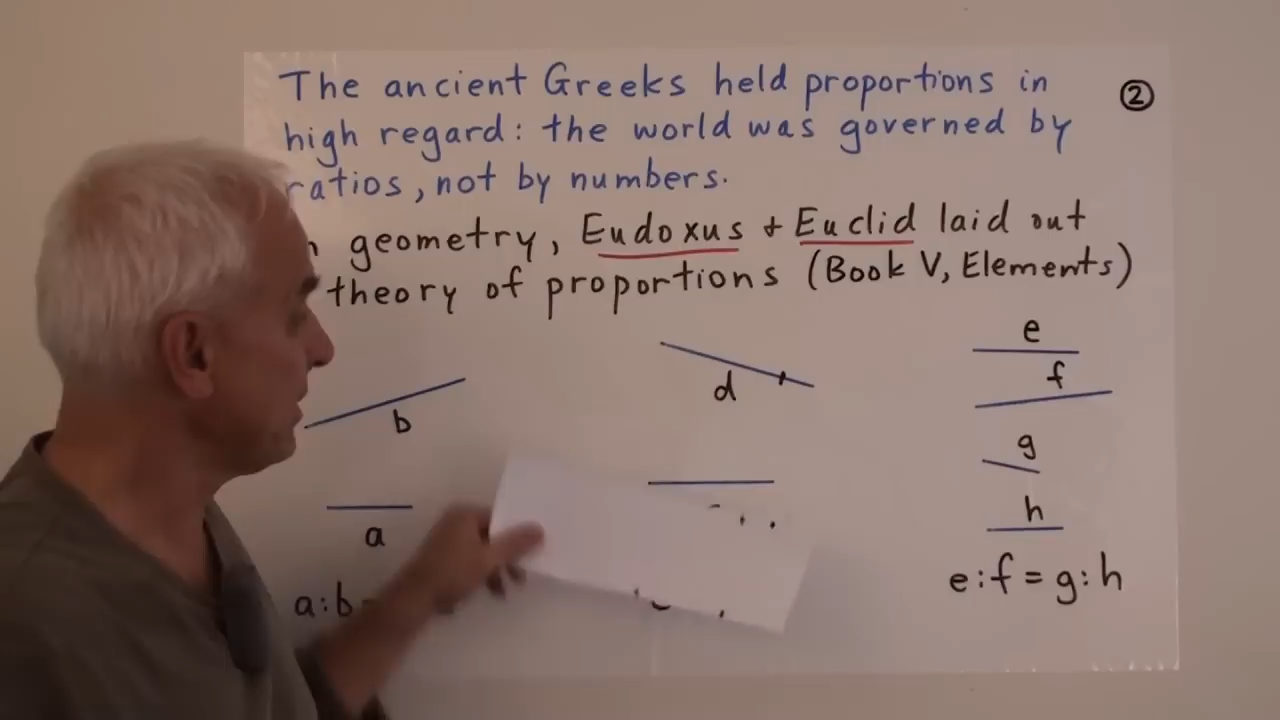 The ancient Greeks held proportions in
②
high regard: the world was governed by
ratios, not by numbers.
geometry, Eudoxus + Euclid laid out
theory of proportions (Book V, Elements)
b
a
a:b
d
e
f
g
h
e:f = g:h